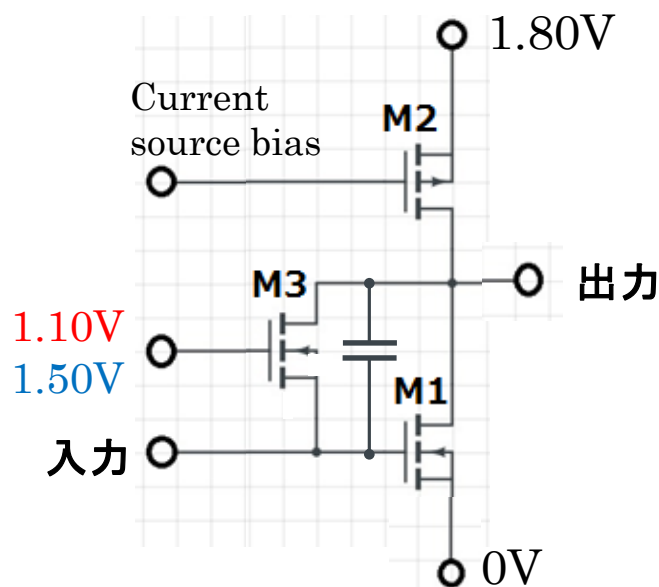 1.80V
Current
source bias
M2
M3
出力
1.10V
1.50V
M1
入力
0V